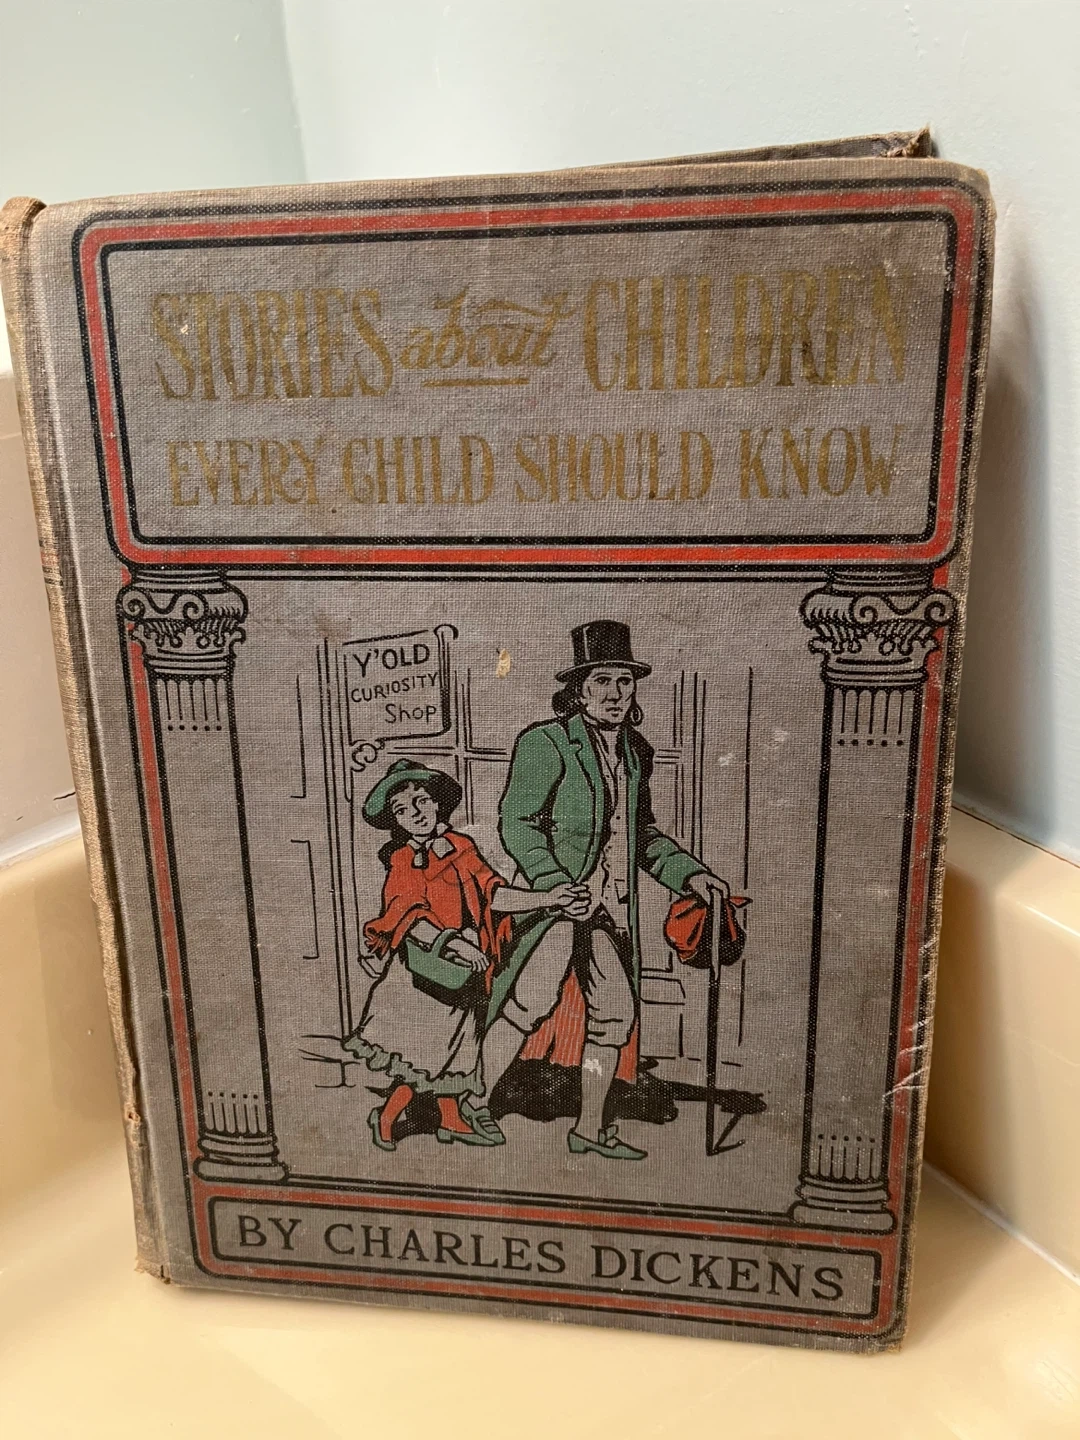 STORIES about CHILDREN
EVERY CHILD SHOULD KNOW
Y'OLD
CURIOSITY
Shop
BY CHARLES DICKENS